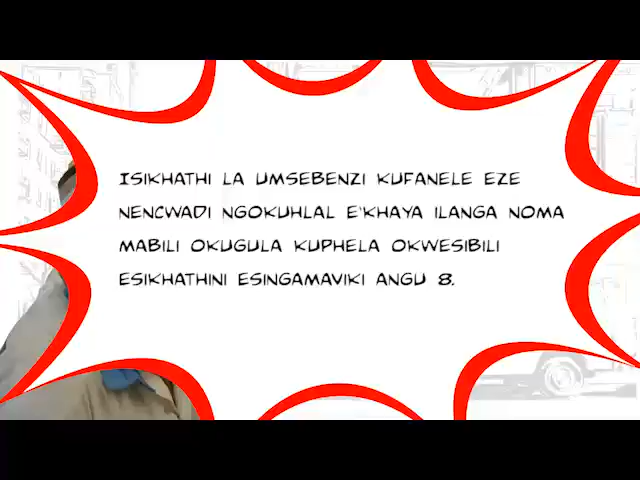 ISIKHATHI LA UMSEBENZI KUFANELE EZE
NENCWADI NGOKUHLAL E'KHAYA ILANGA NOMA
MABILI OKUGULA KUPHELA OKWESIBILI
ESIKHATHINI ESINGAMAVIKI ANGU 8.